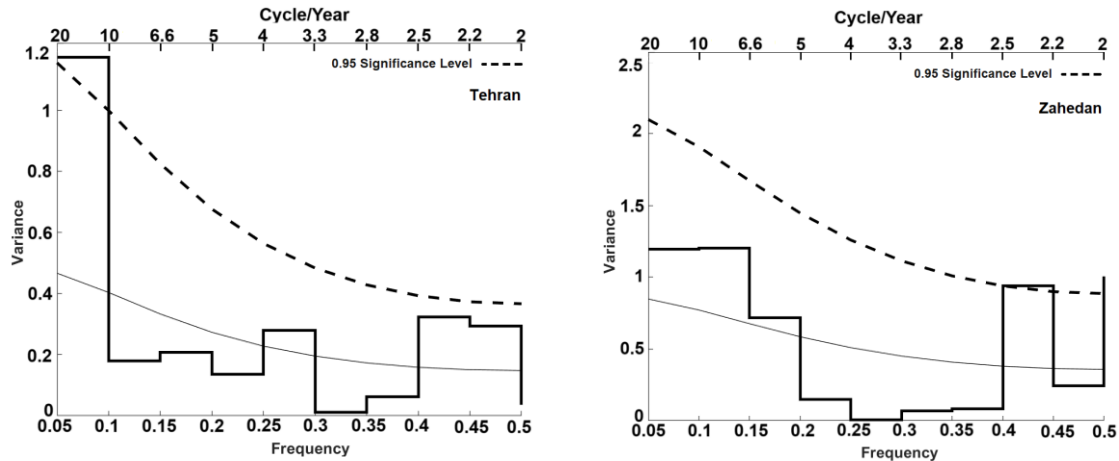 Cycle/Year
20 10 6.6 5 4 3.3 2.8 2.5 2.2 2
1.2
0.95 Significance Level
Tehran
1
0.8
0.6
0.4
0.2
0
Variance
0.05 0.1 0.15 0.2 0.25 0.3 0.35 0.4 0.45 0.5
Frequency
Cycle/Year
20 10 6.6 5 4 3.3 2.8 2.5 2.2 2
2.5
0.95 Significance Level
Zahedan
2
1.5
1
0.5
0
Variance
0.05 0.1 0.15 0.2 0.25 0.3 0.35 0.4 0.45 0.5
Frequency